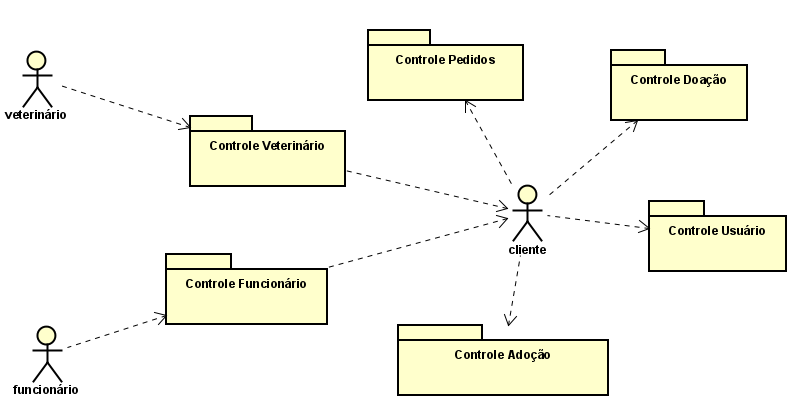 Controle Pedidos
Controle Doação
veterinário
Controle Veterinário
Controle Usuário
cliente
Controle Funcionário
Controle Adoção
funcionário